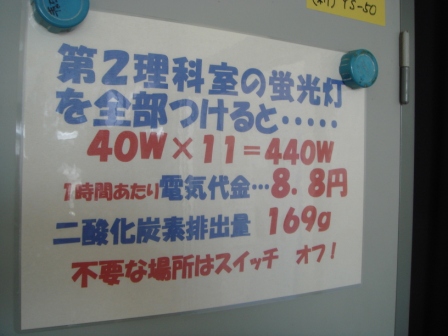 第2理科室の蛍光灯
を全部つけると・・・・・
40W×11=440W
1時間あたり電気代金…8.8円
二酸化炭素排出量 169g
不要な場所はスイッチ オフ!